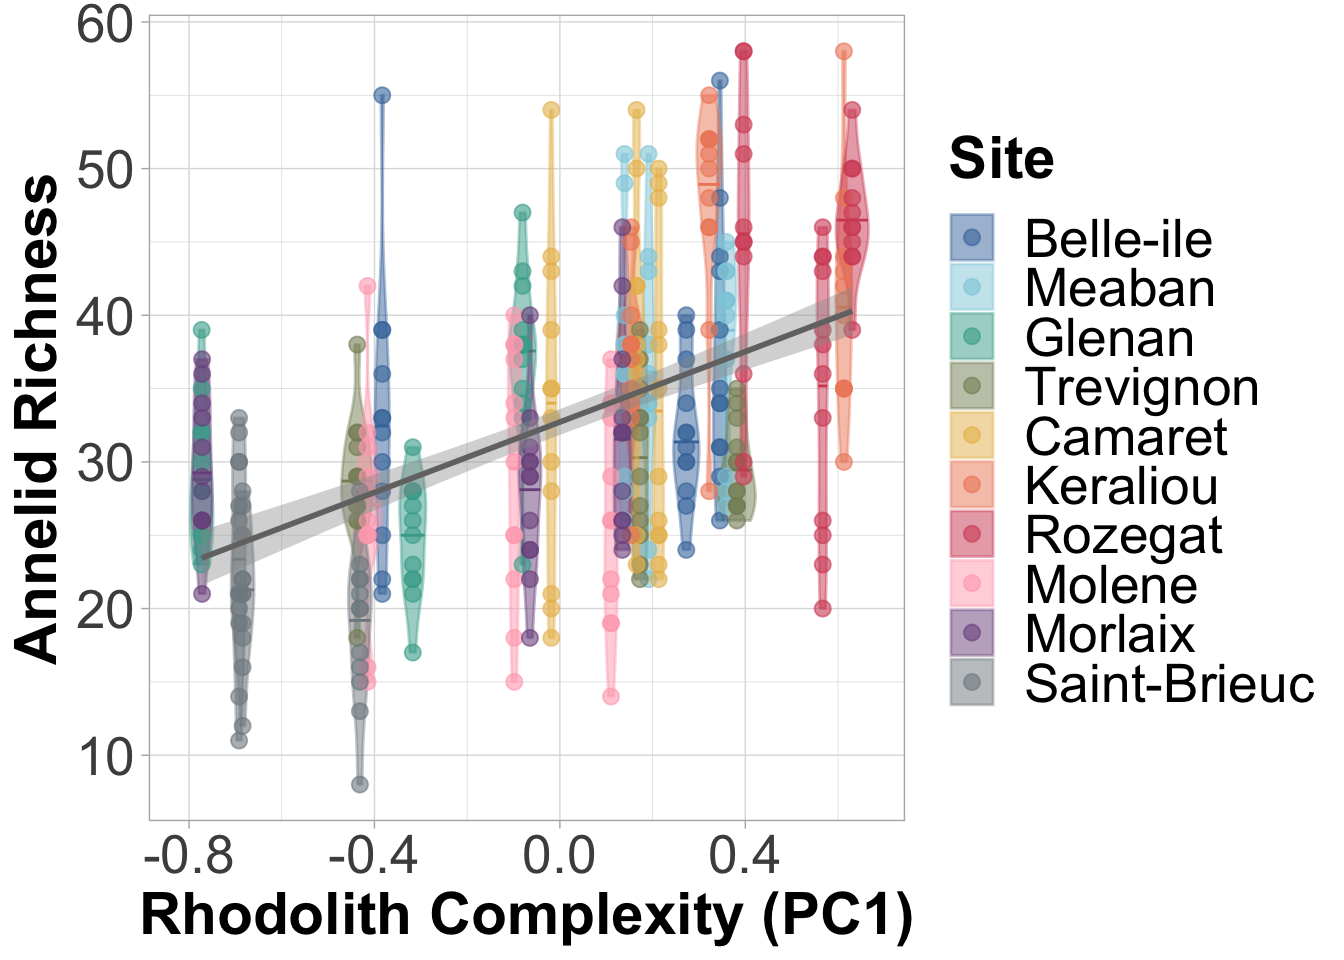 60
50
40
30
20
10
Annelid Richness
-0.8
-0.4
0.0
0.4
Rhodolith Complexity (PC1)
Site
Belle-ile
Meaban
Glenan
Trevignon
Camaret
Keraliou
Rozegat
Molene
Morlaix
Saint-Brieuc